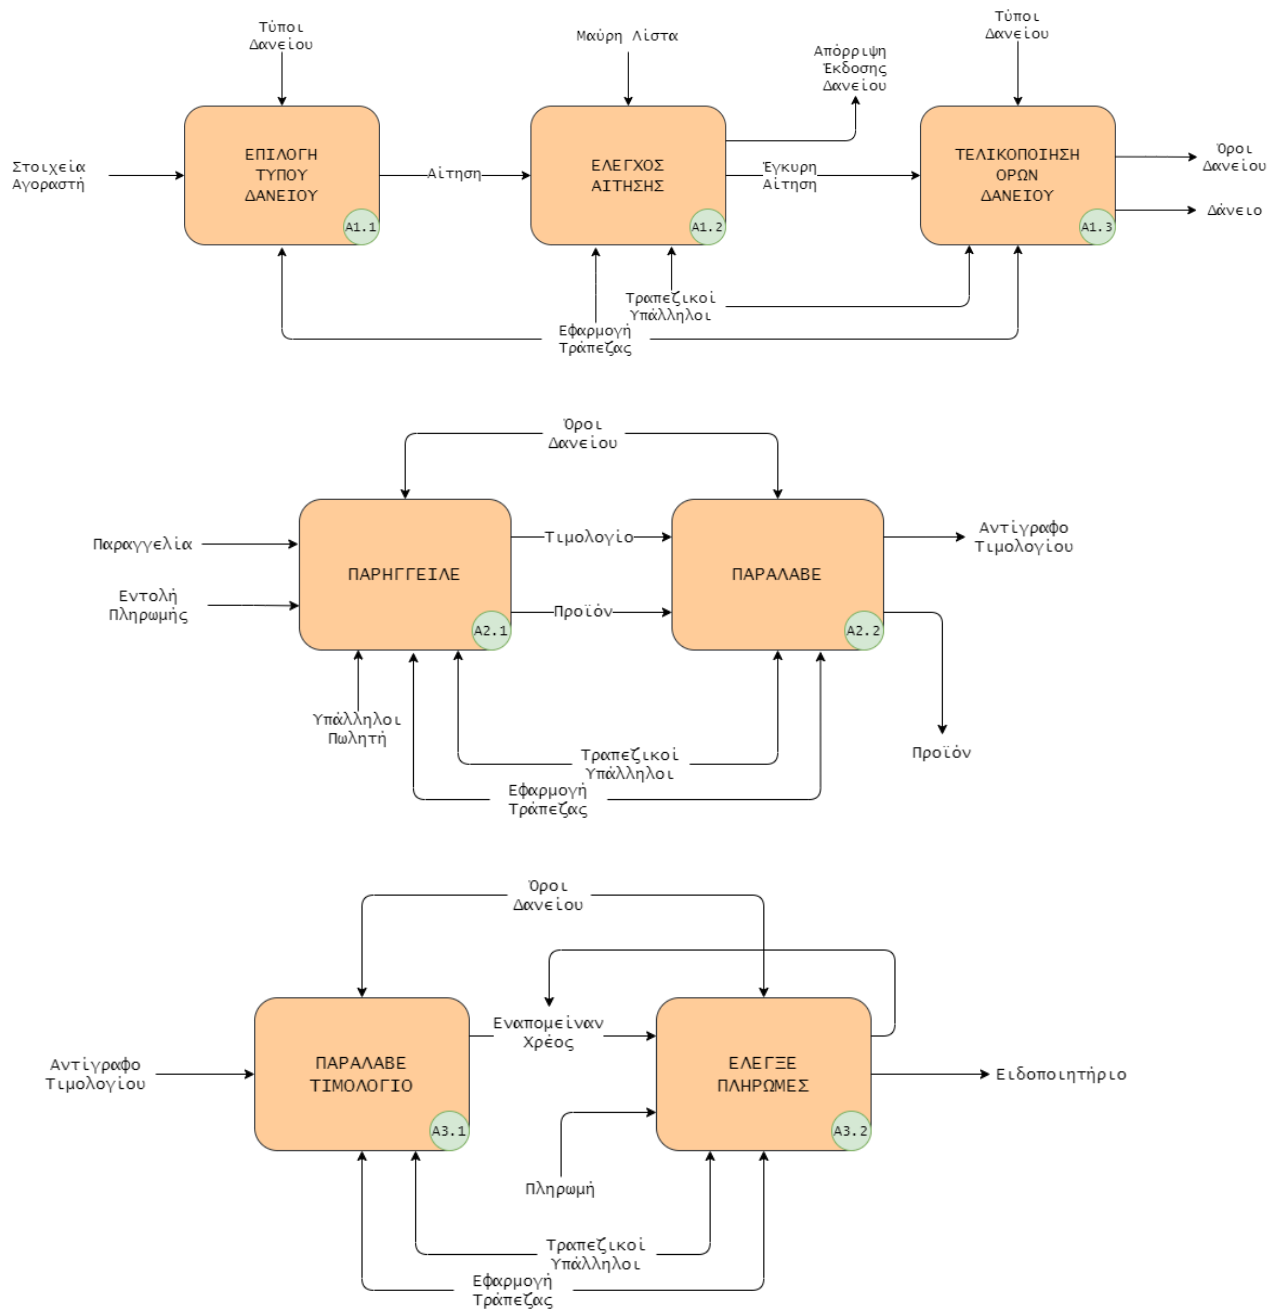 Τύποι
Δανείου
Μαύρη Λίστα
Απόρριψη
Έκδοσης
Δανείου
Τύποι
Δανείου
Στοιχεία
Αγοραστή
ΕΠΙΛΟΓΗ
ΤΥΠΟΥ
ΔΑΝΕΙΟΥ
A1.1
Αίτηση
ΕΛΕΓΧΟΣ
ΑΙΤΗΣΗΣ
A1.2
Έγκυρη
Αίτηση
ΤΕΛΙΚΟΠΟΙΗΣΗ
ΟΡΩΝ
ΔΑΝΕΙΟΥ
A1.3
Όροι
Δανείου
Δάνειο
Τραπεζικοί
Υπάλληλοι
Εφαρμογή
Τράπεζας
Όροι
Δανείου
Παραγγελία
Εντολή
Πληρωμής
ΠΑΡΗΓΓΕΙΛΕ
A2.1
Τιμολογίο
Προϊόν
ΠΑΡΑΛΑΒΕ
A2.2
Αντίγραφο
Τιμολογίου
Προϊόν
Υπάλληλοι
Πωλητή
Τραπεζικοί
Υπάλληλοι
Εφαρμογή
Τράπεζας
Όροι
Δανείου
Αντίγραφο
Τιμολογίου
ΠΑΡΑΛΑΒΕ
ΤΙΜΟΛΟΓΙΟ
A3.1
Εναπομείναν
Χρέος
Πληρωμή
ΕΛΕΓΞΕ
ΠΛΗΡΩΜΕΣ
A3.2
Ειδοποιητήριο
Τραπεζικοί
Υπάλληλοι
Εφαρμογή
Τράπεζας